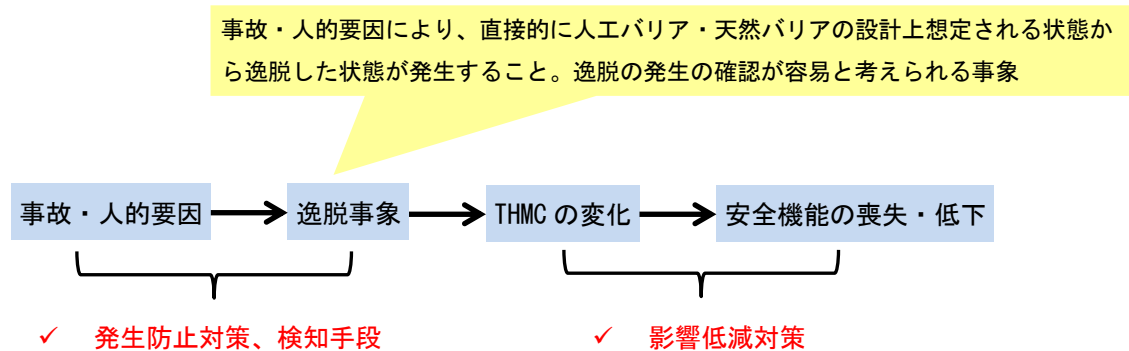 事故・人的要因により、直接的に人工バリア・天然バリアの設計上想定される状態か
ら逸脱した状態が発生すること。逸脱の発生の確認が容易と考えられる事象
事故・人的要因
逸脱事象
THMC の変化
安全機能の喪失・低下
✓ 発生防止対策、検知手段
✓ 影響低減対策